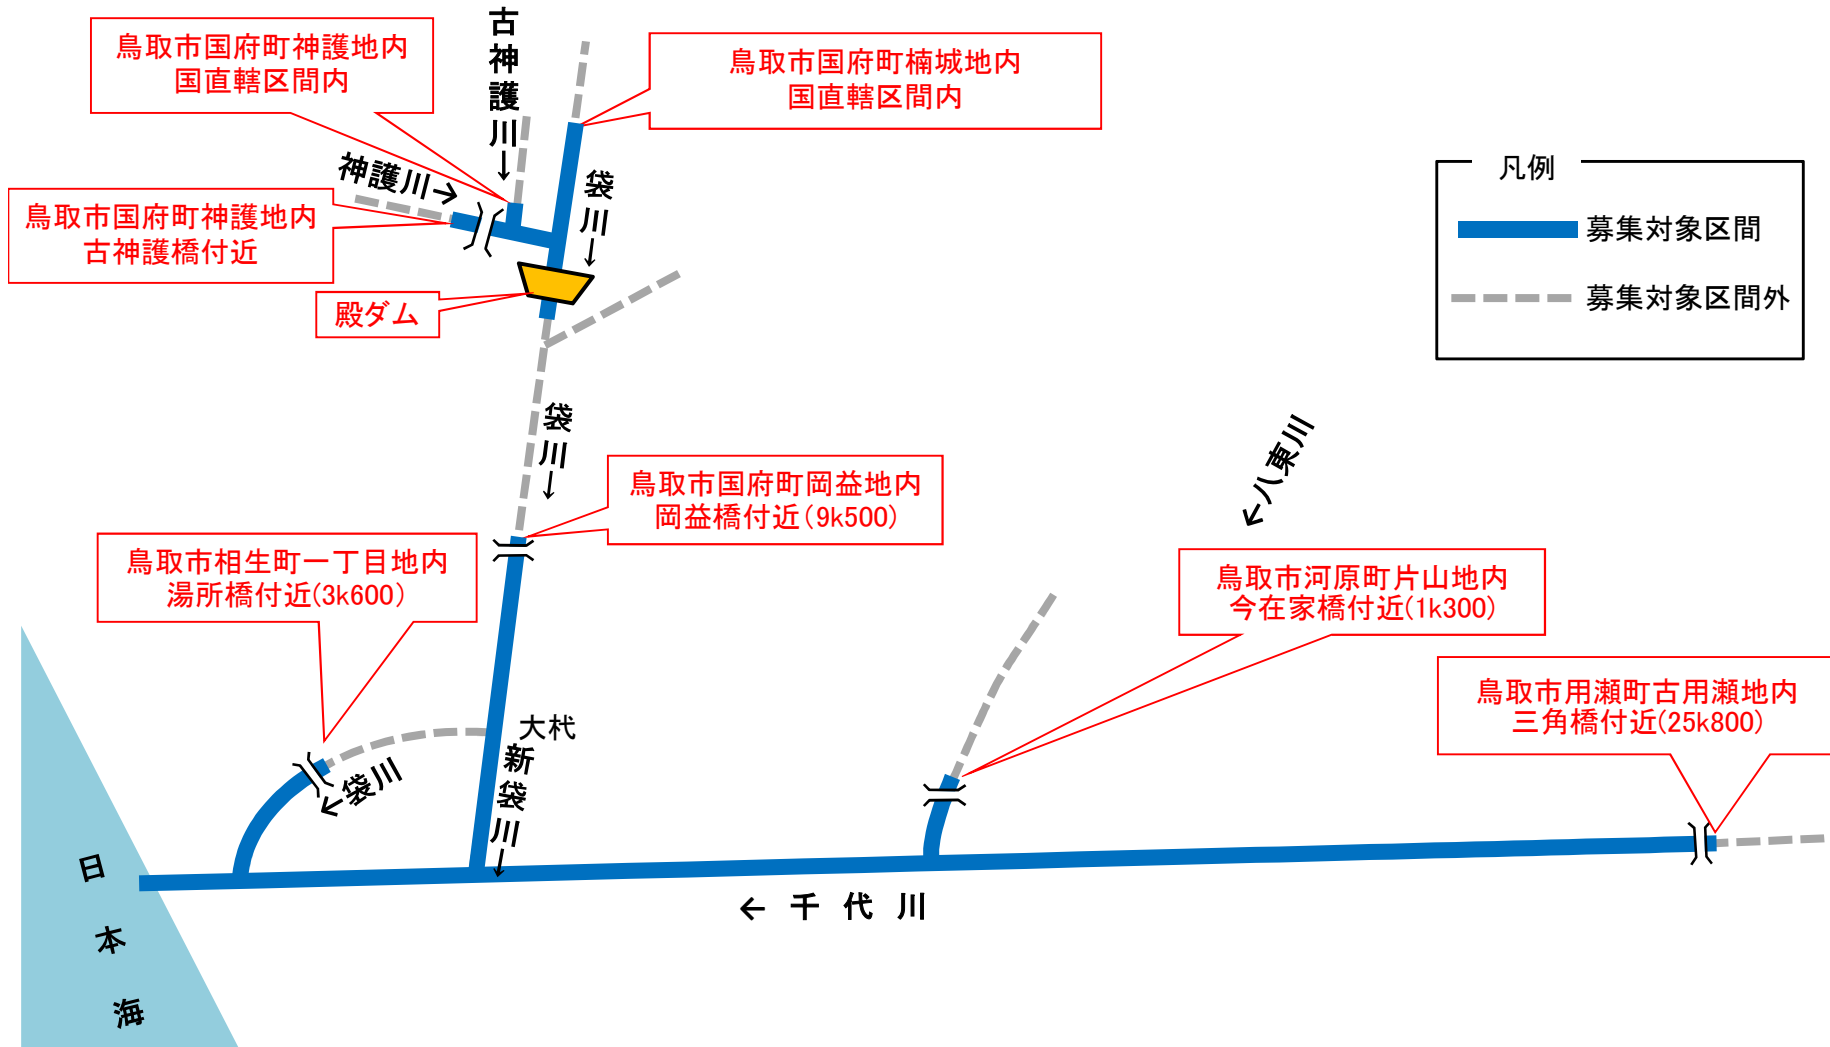 鳥取市国府町神護地内
国直轄区間内
古神護川→
鳥取市国府町楠城地内
国直轄区間内
神護川→
袋川→
鳥取市国府町神護地内
古神護橋付近
殿ダム
凡例
募集対象区間
募集対象区間外
袋川→
←八東川
鳥取市国府町岡益地内
岡益橋付近(9k500)
鳥取市相生町一丁目地内
湯所橋付近(3k600)
鳥取市河原町片山地内
今在家橋付近(1k300)
鳥取市用瀬町古用瀬地内
三角橋付近(25k800)
大杙
新袋川→
←袋川
←千代川
日本海